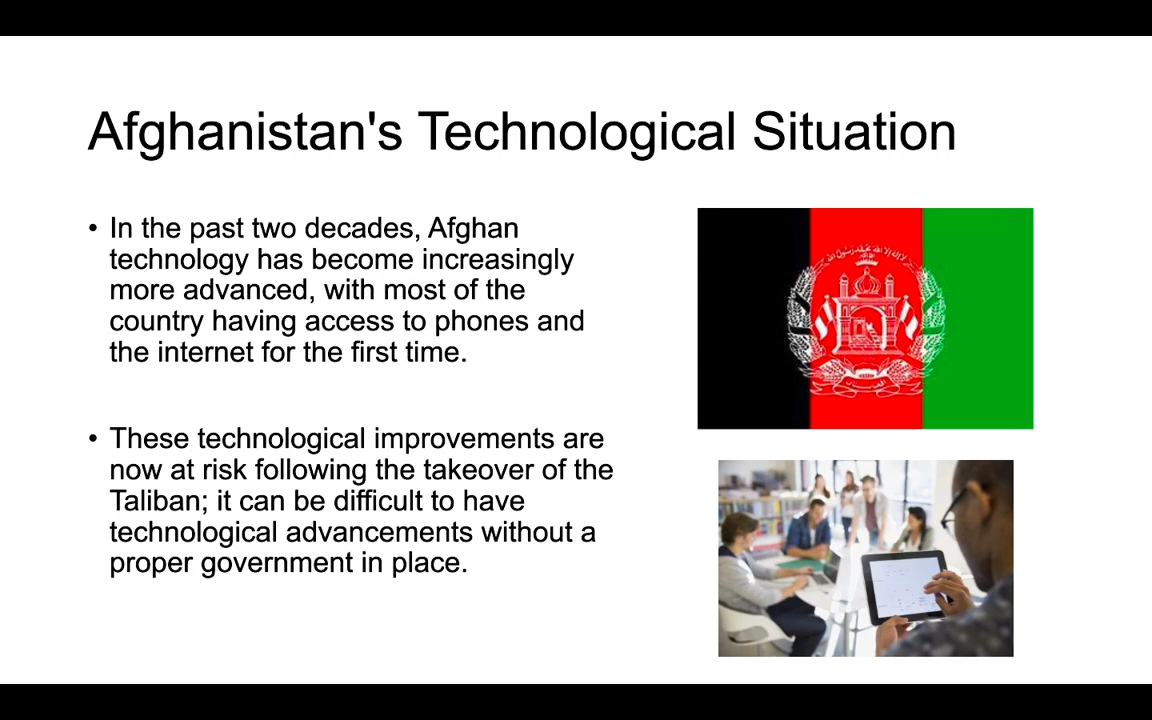 Afghanistan's Technological Situation
• In the past two decades, Afghan
technology has become increasingly
more advanced, with most of the
country having access to phones and
the internet for the first time.
• These technological improvements are
now at risk following the takeover of the
Taliban; it can be difficult to have
technological advancements without a
proper government in place.